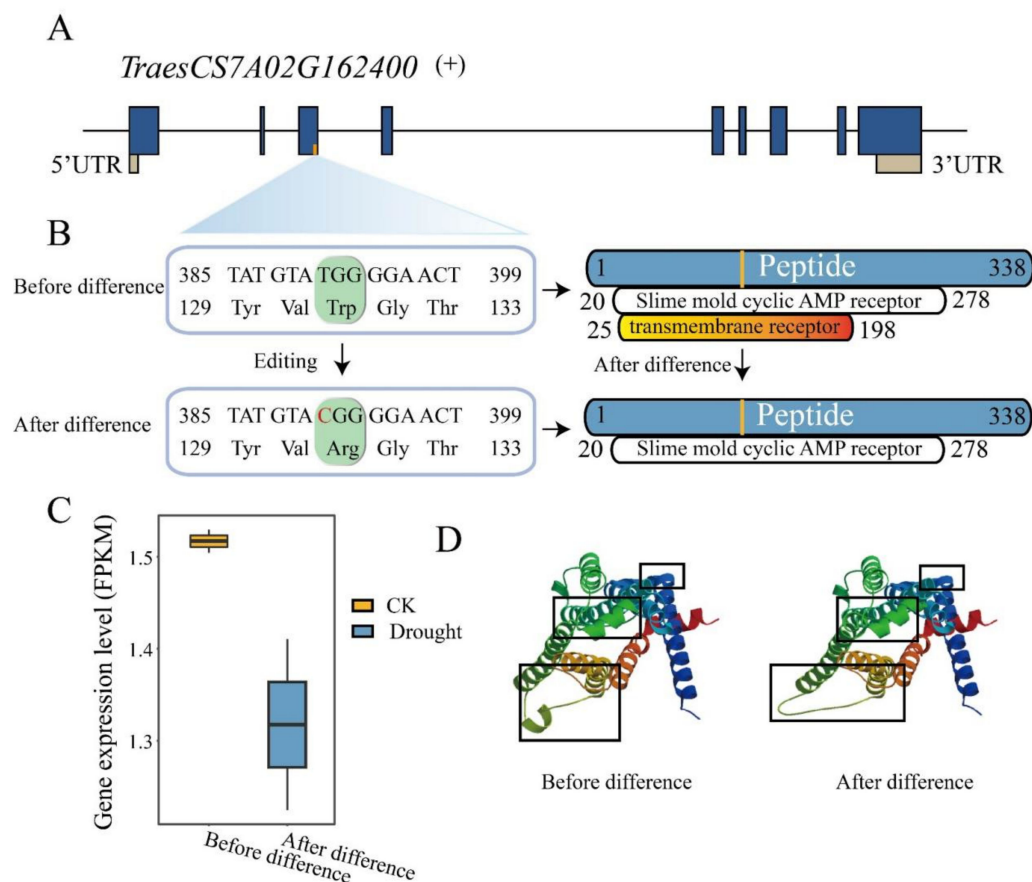 A
TraesCS7A02G162400 (+)
5'UTR
3'UTR
B
Before difference
385 TAT GTA TGG GGA ACT 399
129 Tyr Val Trp Gly Thr 133
1 Peptide 338
20 Slime mold cyclic AMP receptor 278
25 transmembrane receptor 198
Editing
After difference
After difference
385 TAT GTA CGG GGA ACT 399
129 Tyr Val Arg Gly Thr 133
1 Peptide 338
20 Slime mold cyclic AMP receptor 278
C
Gene expression level (FPKM)
1.5
1.4
1.3
Before difference
After difference
CK
Drought
D
Before difference
After difference